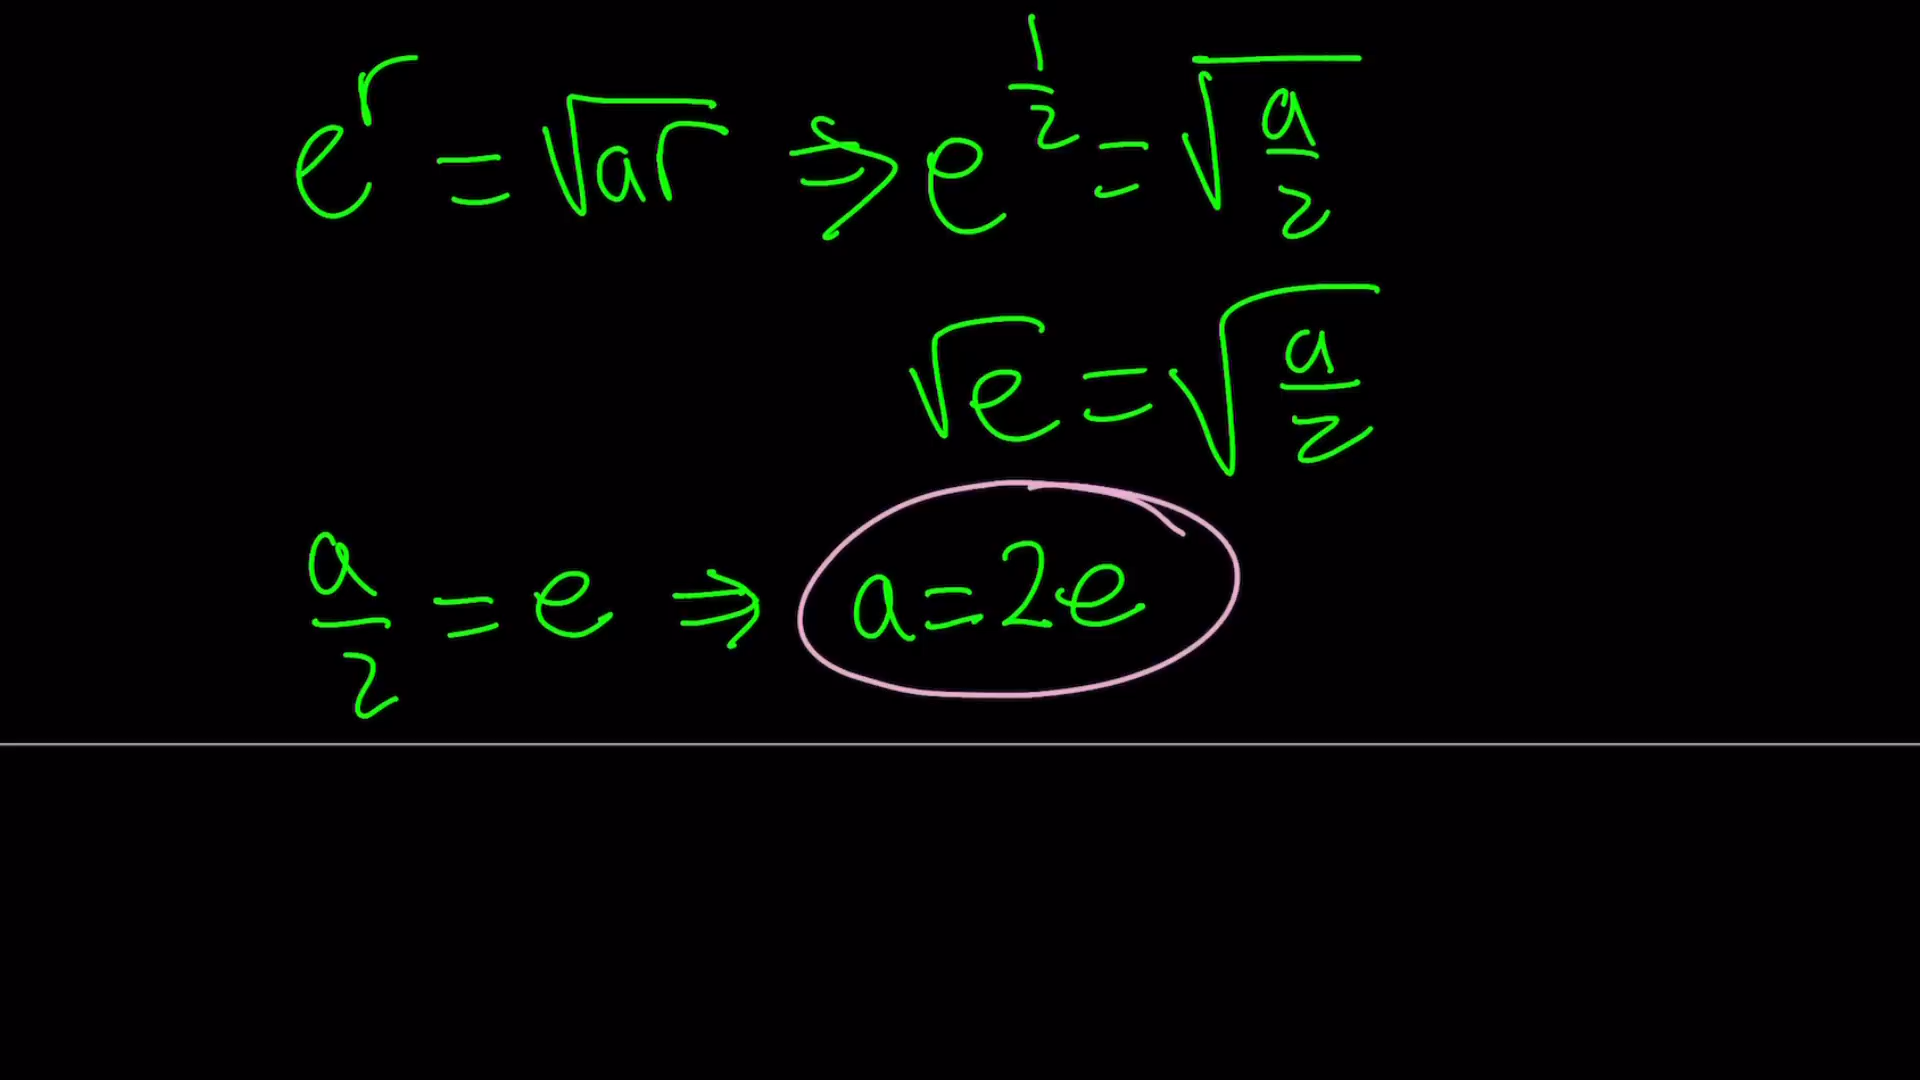 e^r = √ar ⇒ e^(1/2) = √(a/2)
√e = √(a/2)
a/2 = e ⇒ a=2e